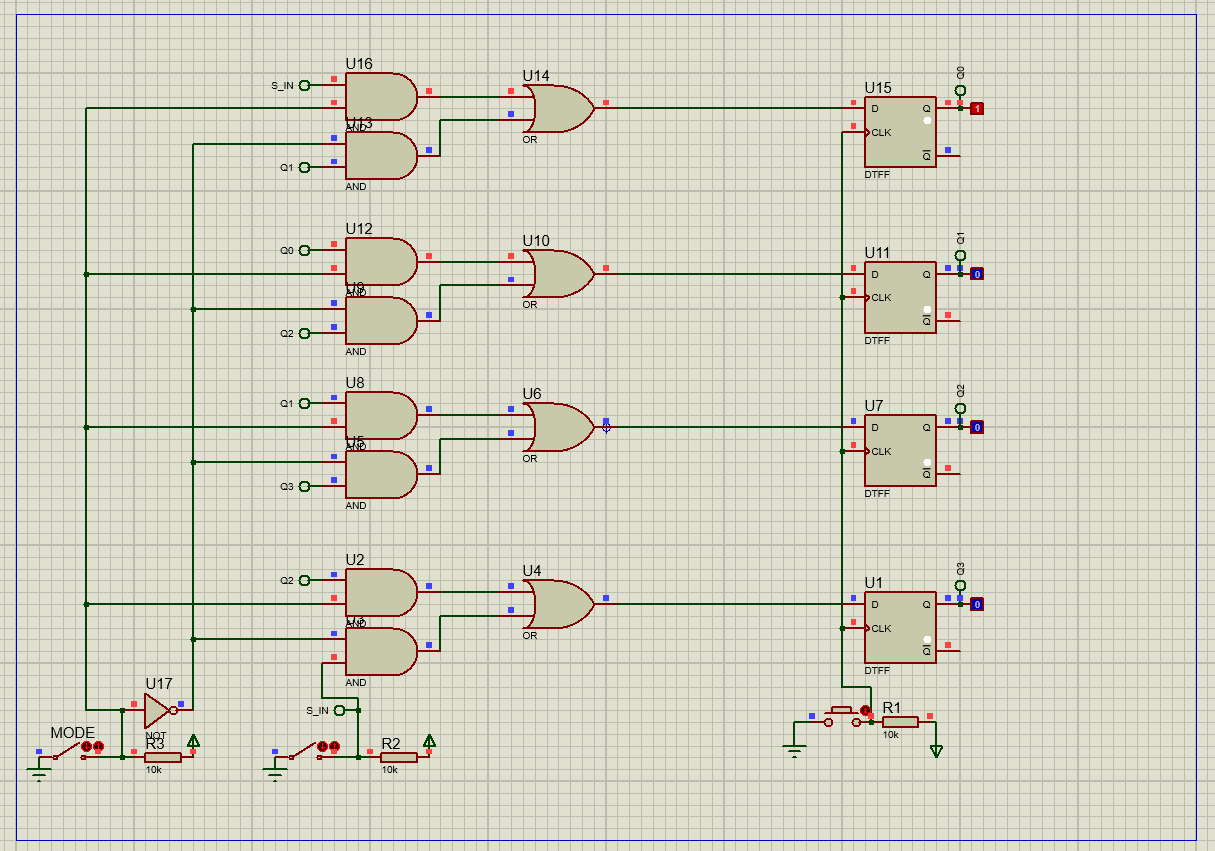 U16
S_IN
AND
U13
Q1
AND
U14
OR
U15
D
Q
CLK
Q
DTFF
Q0
1
U12
Q0
AND
U9
Q2
AND
U10
OR
U11
D
Q
CLK
Q
DTFF
Q1
0
U8
Q1
AND
U5
Q3
AND
U6
OR
U7
D
Q
CLK
Q
DTFF
Q2
0
U2
Q2
AND
U3
AND
U4
OR
U1
D
Q
CLK
Q
DTFF
Q3
0
U17
NOT
MODE
R3
10k
S_IN
R2
10k
R1
10k